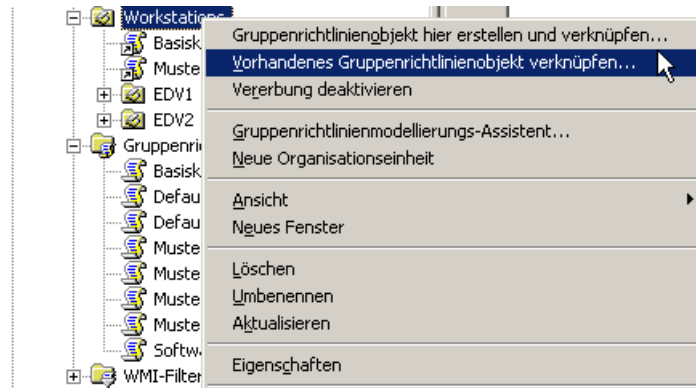 Workstations
Basisk
Muste
EDV1
EDV2
Gruppenri
Basisk
Defau
Defau
Muste
Muste
Muste
Muste
Softw
WMI-Filter
Gruppenrichtlinienobjekt hier erstellen und verknüpfen...
Vorhandenes Gruppenrichtlinienobjekt verknüpfen...
Vererbung deaktivieren
Gruppenrichtlinienmodellierungs-Assistent...
Neue Organisationseinheit
Ansicht
Neues Fenster
Löschen
Umbenennen
Aktualisieren
Eigenschaften